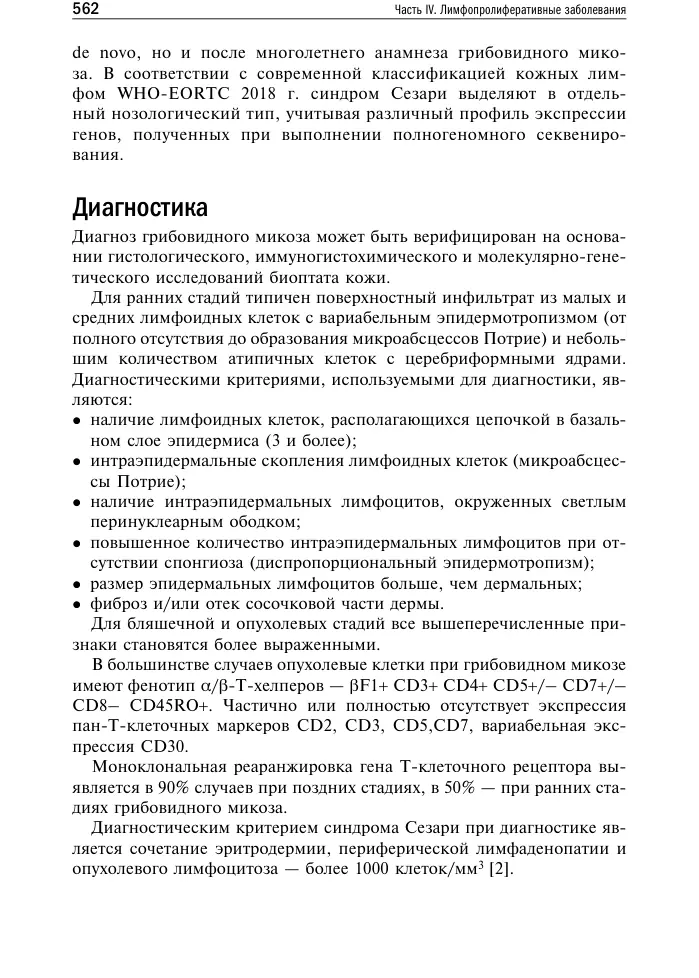 562
Часть IV. Лимфопролиферативные заболевания
de novo, но и после многолетнего анамнеза грибовидного мико-
за. В соответствии с современной классификацией кожных лим-
фом WHO-EORTC 2018 г. синдром Сезари выделяют в отдель-
ный нозологический тип, учитывая различный профиль экспрессии
генов, полученных при выполнении полногеномного секвениро-
вания.
Диагностика
Диагноз грибовидного микоза может быть верифицирован на основа-
нии гистологического, иммуногистохимического и молекулярно-гене-
тического исследований биоптата кожи.
Для ранних стадий типичен поверхностный инфильтрат из малых и
средних лимфоидных клеток с вариабельным эпидермотропизмом (от
полного отсутствия до образования микроабсцессов Потрие) и неболь-
шим количеством атипичных клеток с церебриформными ядрами.
Диагностическими критериями, используемыми для диагностики, яв-
ляются:
● наличие лимфоидных клеток, располагающихся цепочкой в базаль-
ном слое эпидермиса (3 и более);
● интраэпидермальные скопления лимфоидных клеток (микроабсцес-
сы Потрие);
● наличие интраэпидермальных лимфоцитов, окруженных светлым
перинуклеарным ободком;
● повышенное количество интраэпидермальных лимфоцитов при от-
сутствии спонгиоза (диспропорциональный эпидермотропизм);
● размер эпидермальных лимфоцитов больше, чем дермальных;
● фиброз и/или отек сосочковой части дермы.
Для бляшечной и опухолевых стадий все вышеперечисленные при-
знаки становятся более выраженными.
В большинстве случаев опухолевые клетки при грибовидном микозе
имеют фенотип α/β-Т-хелперов — βF1+ CD3+ CD4+ CD5+/− CD7+/−
CD8− CD45RO+. Частично или полностью отсутствует экспрессия
пан-Т-клеточных маркеров CD2, CD3, CD5,CD7, вариабельная экс-
прессия CD30.
Моноклональная реаранжировка гена Т-клеточного рецептора вы-
является в 90% случаев при поздних стадиях, в 50% — при ранних ста-
диях грибовидного микоза.
Диагностическим критерием синдрома Сезари при диагностике яв-
ляется сочетание эритродермии, периферической лимфаденопатии и
опухолевого лимфоцитоза — более 1000 клеток/мм³ [2].